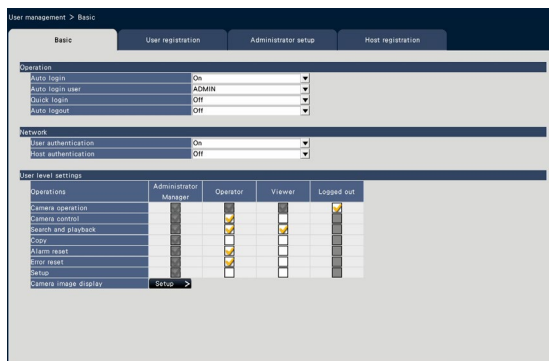 User management > Basic
Basic User registration Administrator setup Host registration
Operation
Auto login On
Auto login user ADMIN
Quick login Off
Auto logout Off
Network
User authentication On
Host authentication Off
User level settings
Operations Administrator Manager Operator Viewer Logged out
Camera operation
Camera control
Search and playback
Copy
Alarm reset
Error reset
Setup
Camera image display Setup >